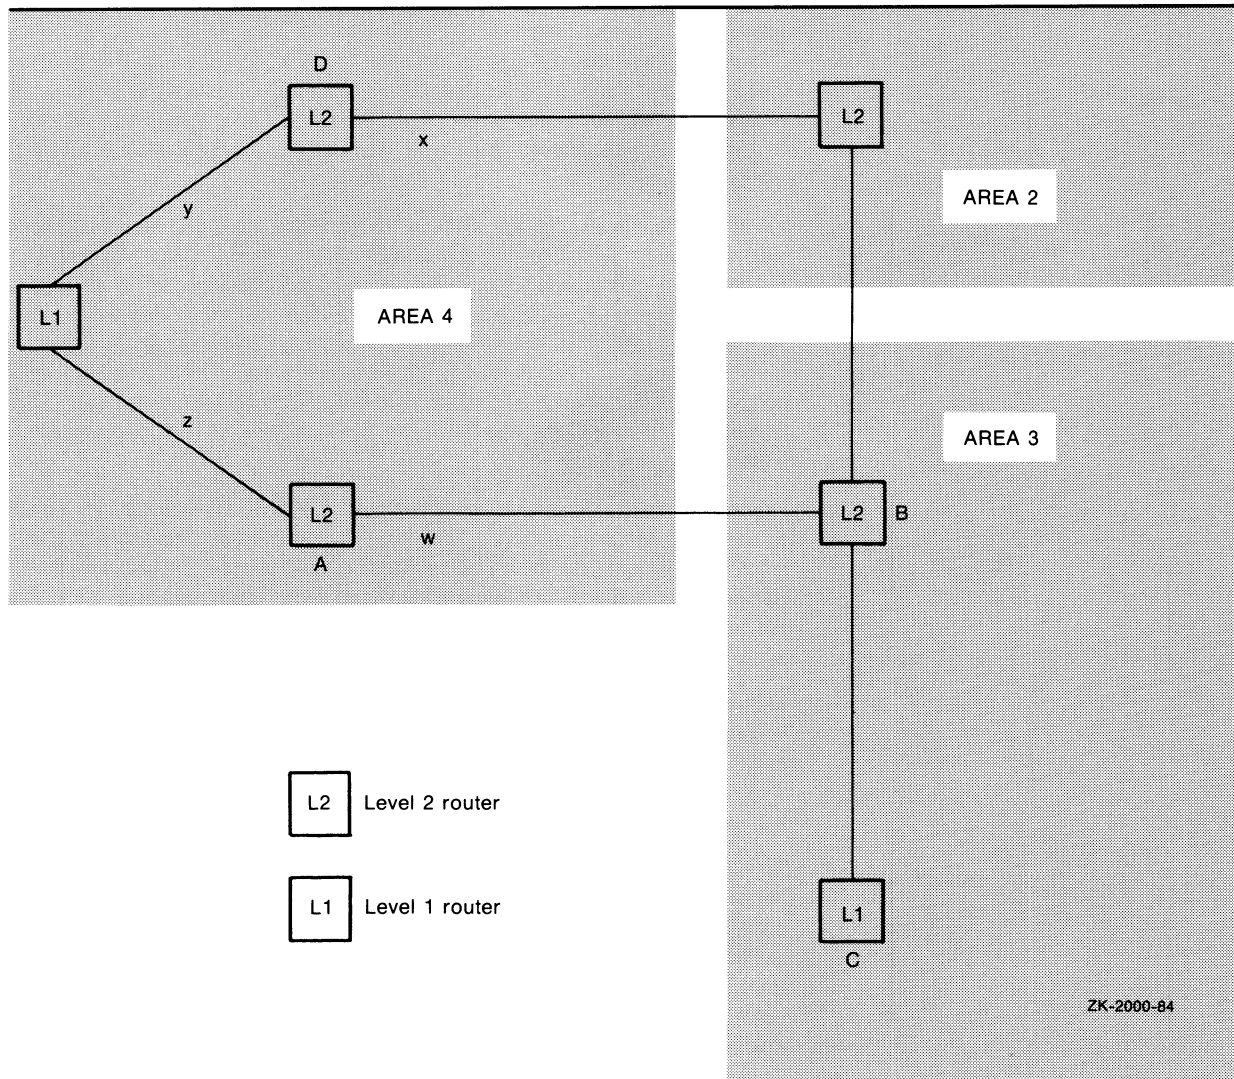 D
L2
L2
x
AREA 2
y
L1
AREA 4
z
AREA 3
L2
L2
B
w
A
L2
Level 2 router
L1
Level 1 router
L1
C
ZK-2000-84